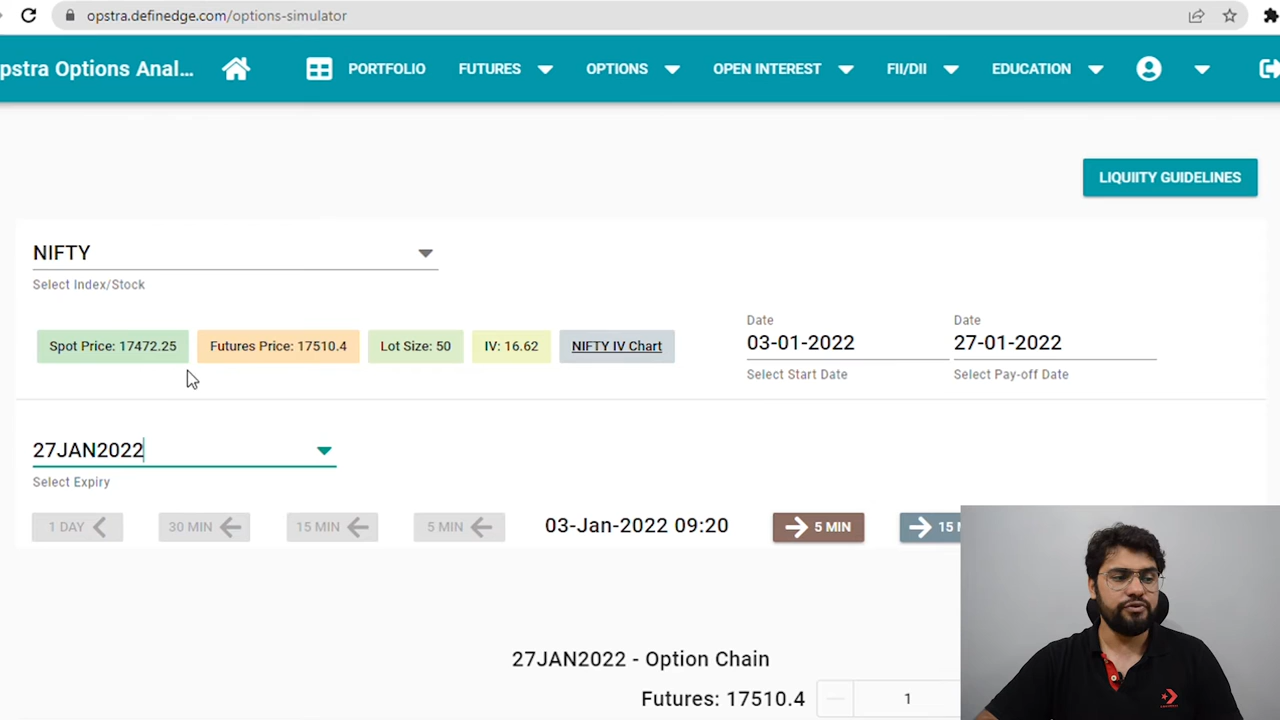 opstra.definedge.com/options-simulator
pstra Options Anal... PORTFOLIO FUTURES OPTIONS OPEN INTEREST FII/DII EDUCATION
LIQUIITY GUIDELINES
NIFTY
Select Index/Stock
Spot Price: 17472.25 Futures Price: 17510.4 Lot Size: 50 IV: 16.62 NIFTY IV Chart
Date Date
03-01-2022 27-01-2022
Select Start Date Select Pay-off Date
27JAN2022
Select Expiry
1 DAY 30 MIN 15 MIN 5 MIN 03-Jan-2022 09:20 5 MIN 15
27JAN2022 - Option Chain
Futures: 17510.4 1